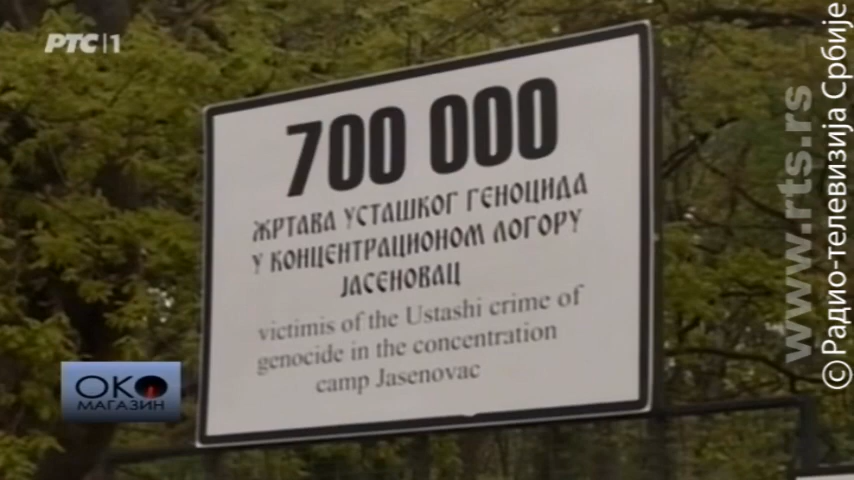 РТС|1
700 000
ЖРТАВА УСТАШКОГ ГЕНОЦИДА
У КОНЦЕНТРАЦИОНОМ ЛОГОРУ
ЈАСЕНОВАЦ
victimis of the Ustashi crime of
genocide in the concentration
camp Jasenovac
ОКО
МАГАЗИН
www.rts.rs
© Радио-телевизија Србије